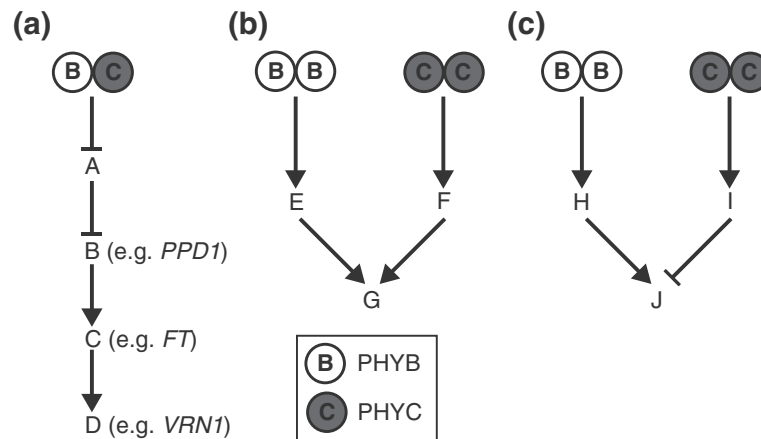 (a)
B C
A
B (e.g. PPD1)
C (e.g. FT)
D (e.g. VRN1)
(b)
B B
C C
E
F
G
(c)
B B
C C
H
I
J
B PHYB
C PHYC